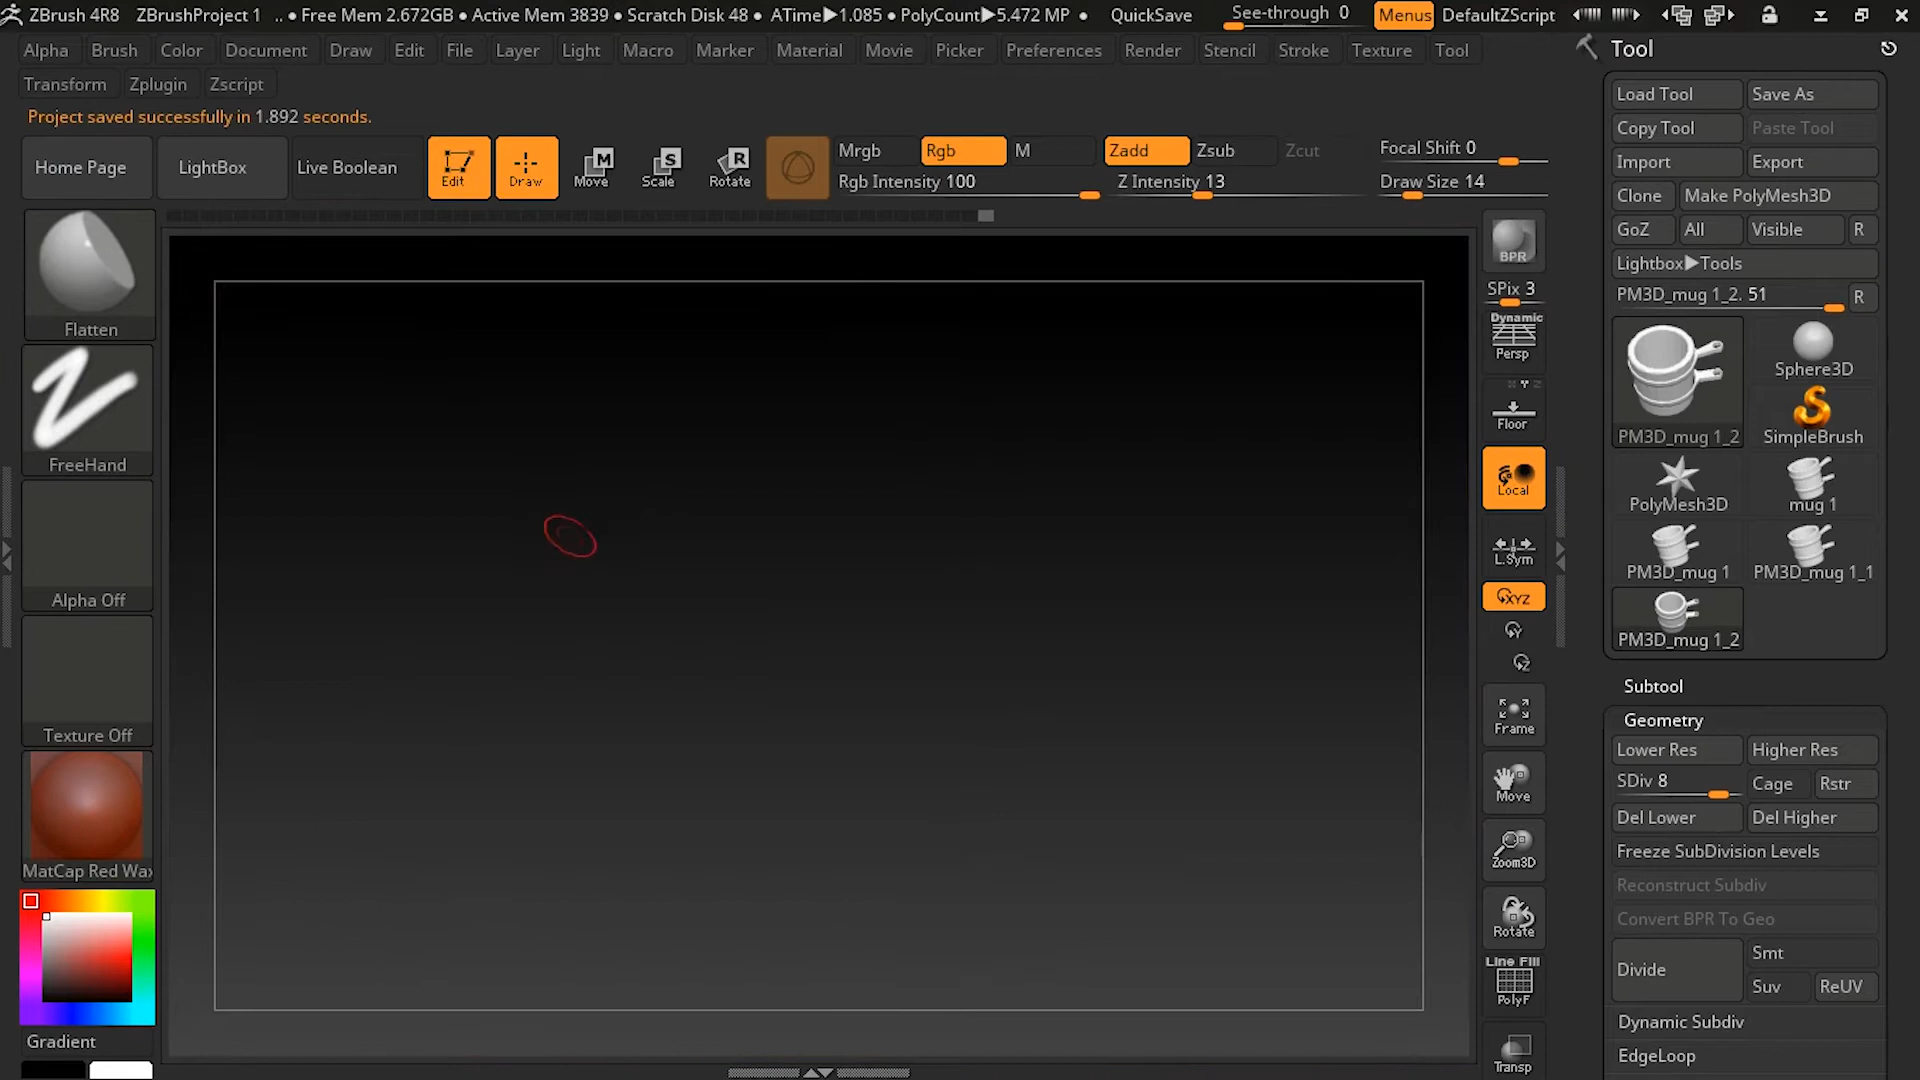 ZBrush 4R8 ZBrushProject 1 .. ● Free Mem 2.672GB ● Active Mem 3839 ● Scratch Disk 48 ● ATime▶1.085 ● PolyCount▶5.472 MP ● QuickSave See-through 0 Menus DefaultZScript
Alpha Brush Color Document Draw Edit File Layer Light Macro Marker Material Movie Picker Preferences Render Stencil Stroke Texture Tool
Transform Zplugin Zscript
Project saved successfully in 1.892 seconds.
Home Page LightBox Live Boolean Edit Draw Move Scale Rotate
M S R
Mrgb Rgb M Zadd Zsub Zcut Focal Shift 0
Rgb Intensity 100 Z Intensity 13 Draw Size 14
Flatten
FreeHand
Alpha Off
Texture Off
MatCap Red Wax
Gradient
BPR
SPix 3
Dynamic
Persp
Floor
Local
L.Sym
XYZ
Y
Z
Frame
Move
Zoom3D
Rotate
Line Fill
PolyF
Transp
Tool
Load Tool Save As
Copy Tool Paste Tool
Import Export
Clone Make PolyMesh3D
GoZ All Visible R
Lightbox▶Tools
PM3D_mug 1_2. 51 R
PM3D_mug 1_2 Sphere3D
SimpleBrush
PolyMesh3D mug 1
PM3D_mug 1 PM3D_mug 1_1
PM3D_mug 1_2
Subtool
Geometry
Lower Res Higher Res
SDiv 8 Cage Rstr
Del Lower Del Higher
Freeze SubDivision Levels
Reconstruct Subdiv
Convert BPR To Geo
Divide Smt
Suv ReUV
Dynamic Subdiv
EdgeLoop